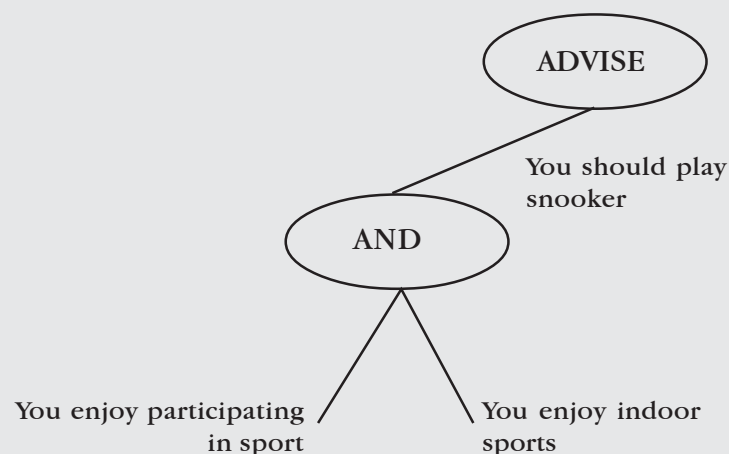 ADVISE
You should play
snooker
AND
You enjoy participating
in sport
You enjoy indoor
sports